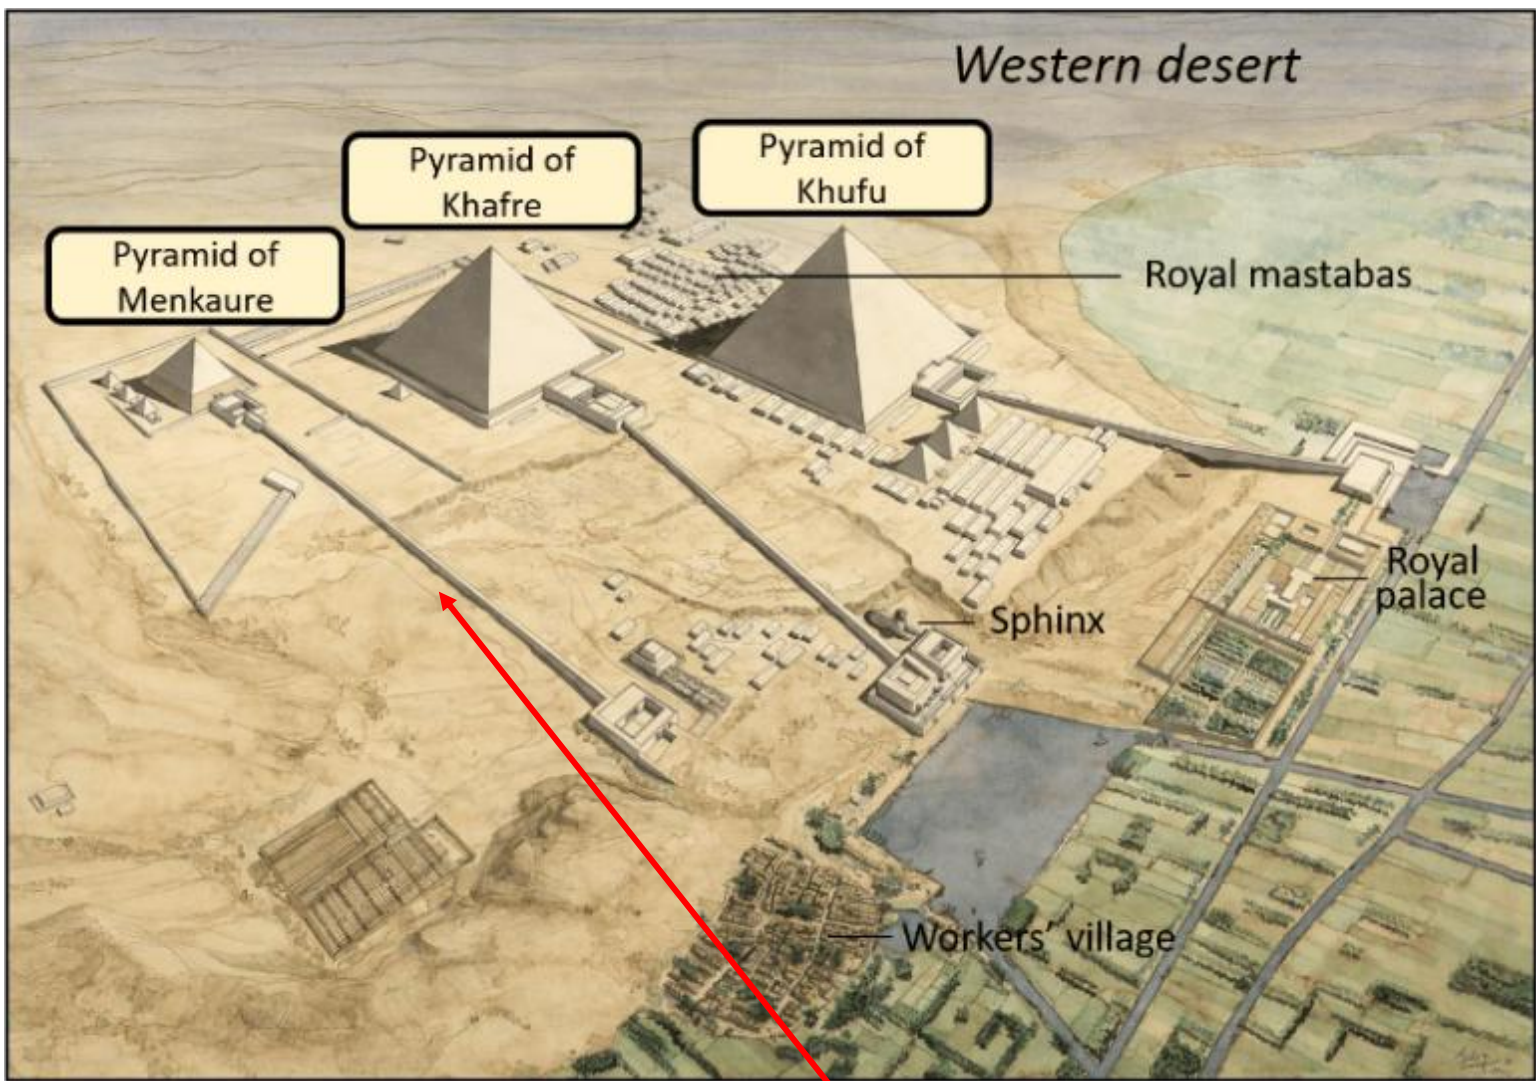 Western desert
Pyramid of
Khufu
Pyramid of
Khafre
Pyramid of
Menkaure
Royal mastabas
Royal
palace
Sphinx
Workers’ village